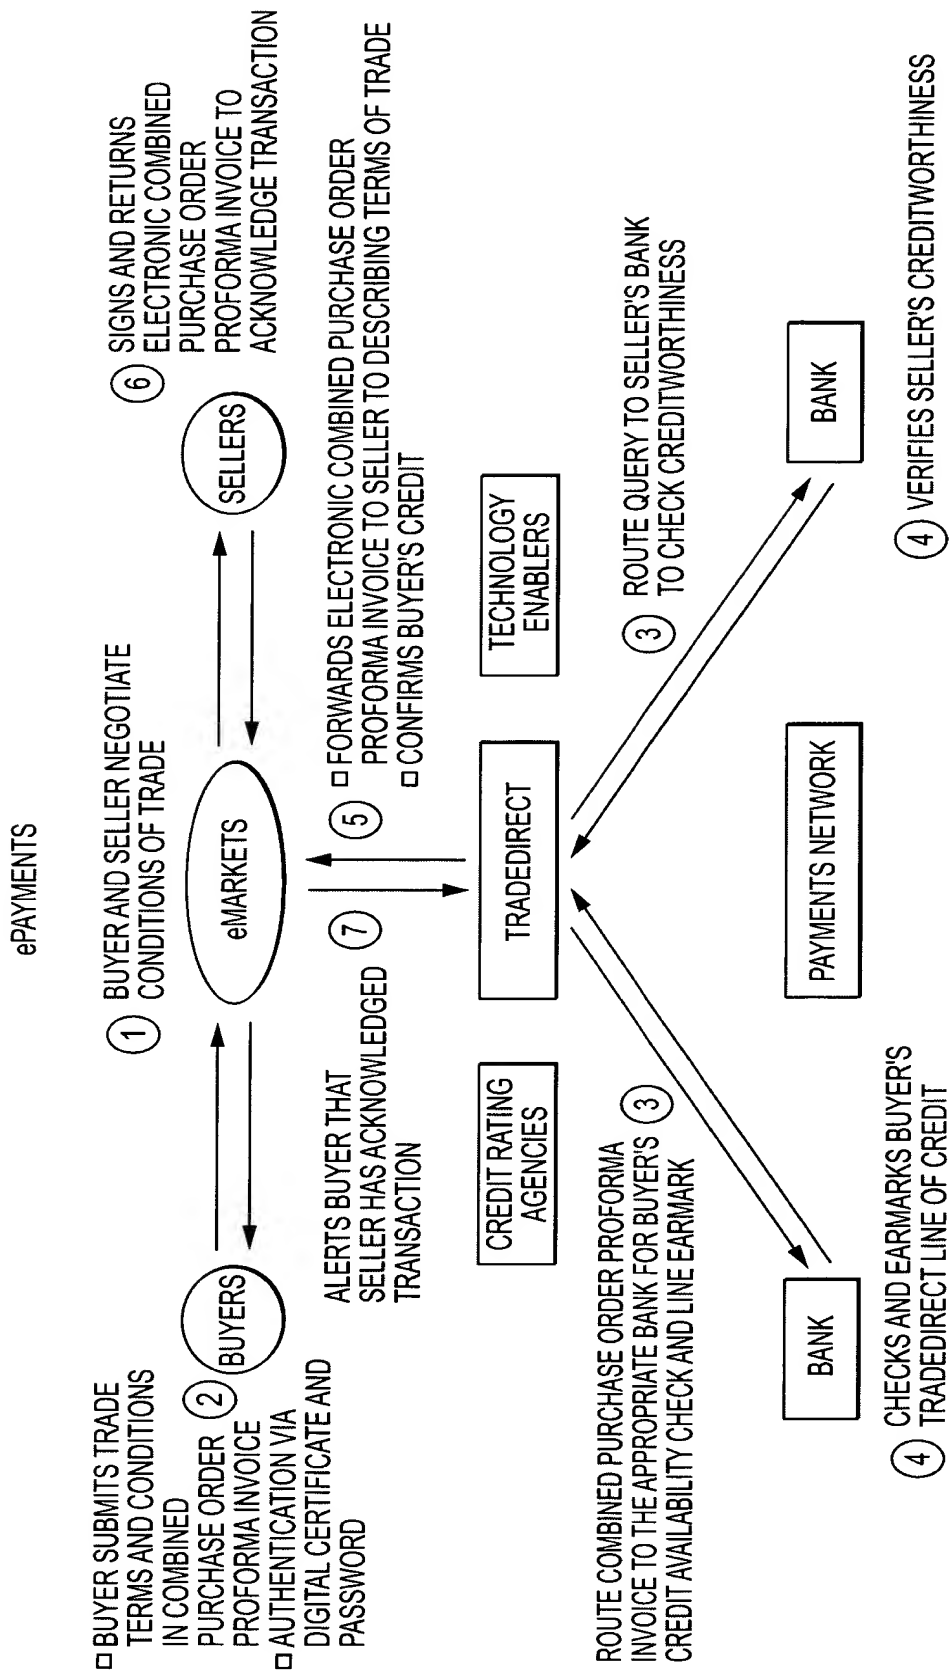 ePAYMENTS
① BUYER AND SELLER NEGOTIATE
CONDITIONS OF TRADE
⑥ SIGNS AND RETURNS
ELECTRONIC COMBINED
PURCHASE ORDER
PROFORMA INVOICE TO
ACKNOWLEDGE TRANSACTION
□ BUYER SUBMITS TRADE
TERMS AND CONDITIONS
IN COMBINED
PURCHASE ORDER ②
PROFORMA INVOICE
□ AUTHENTICATION VIA
DIGITAL CERTIFICATE AND
PASSWORD
BUYERS
eMARKETS
SELLERS
ALERTS BUYER THAT ⑦
SELLER HAS ACKNOWLEDGED
TRANSACTION
⑤ □ FORWARDS ELECTRONIC COMBINED PURCHASE ORDER
PROFORMA INVOICE TO SELLER TO DESCRIBING TERMS OF TRADE
□ CONFIRMS BUYER'S CREDIT
CREDIT RATING
AGENCIES
TRADEDIRECT
TECHNOLOGY
ENABLERS
ROUTE COMBINED PURCHASE ORDER PROFORMA
INVOICE TO THE APPROPRIATE BANK FOR BUYER'S ③
CREDIT AVAILABILITY CHECK AND LINE EARMARK
③ ROUTE QUERY TO SELLER'S BANK
TO CHECK CREDITWORTHINESS
BANK
PAYMENTS NETWORK
BANK
④ CHECKS AND EARMARKS BUYER'S
TRADEDIRECT LINE OF CREDIT
④ VERIFIES SELLER'S CREDITWORTHINESS